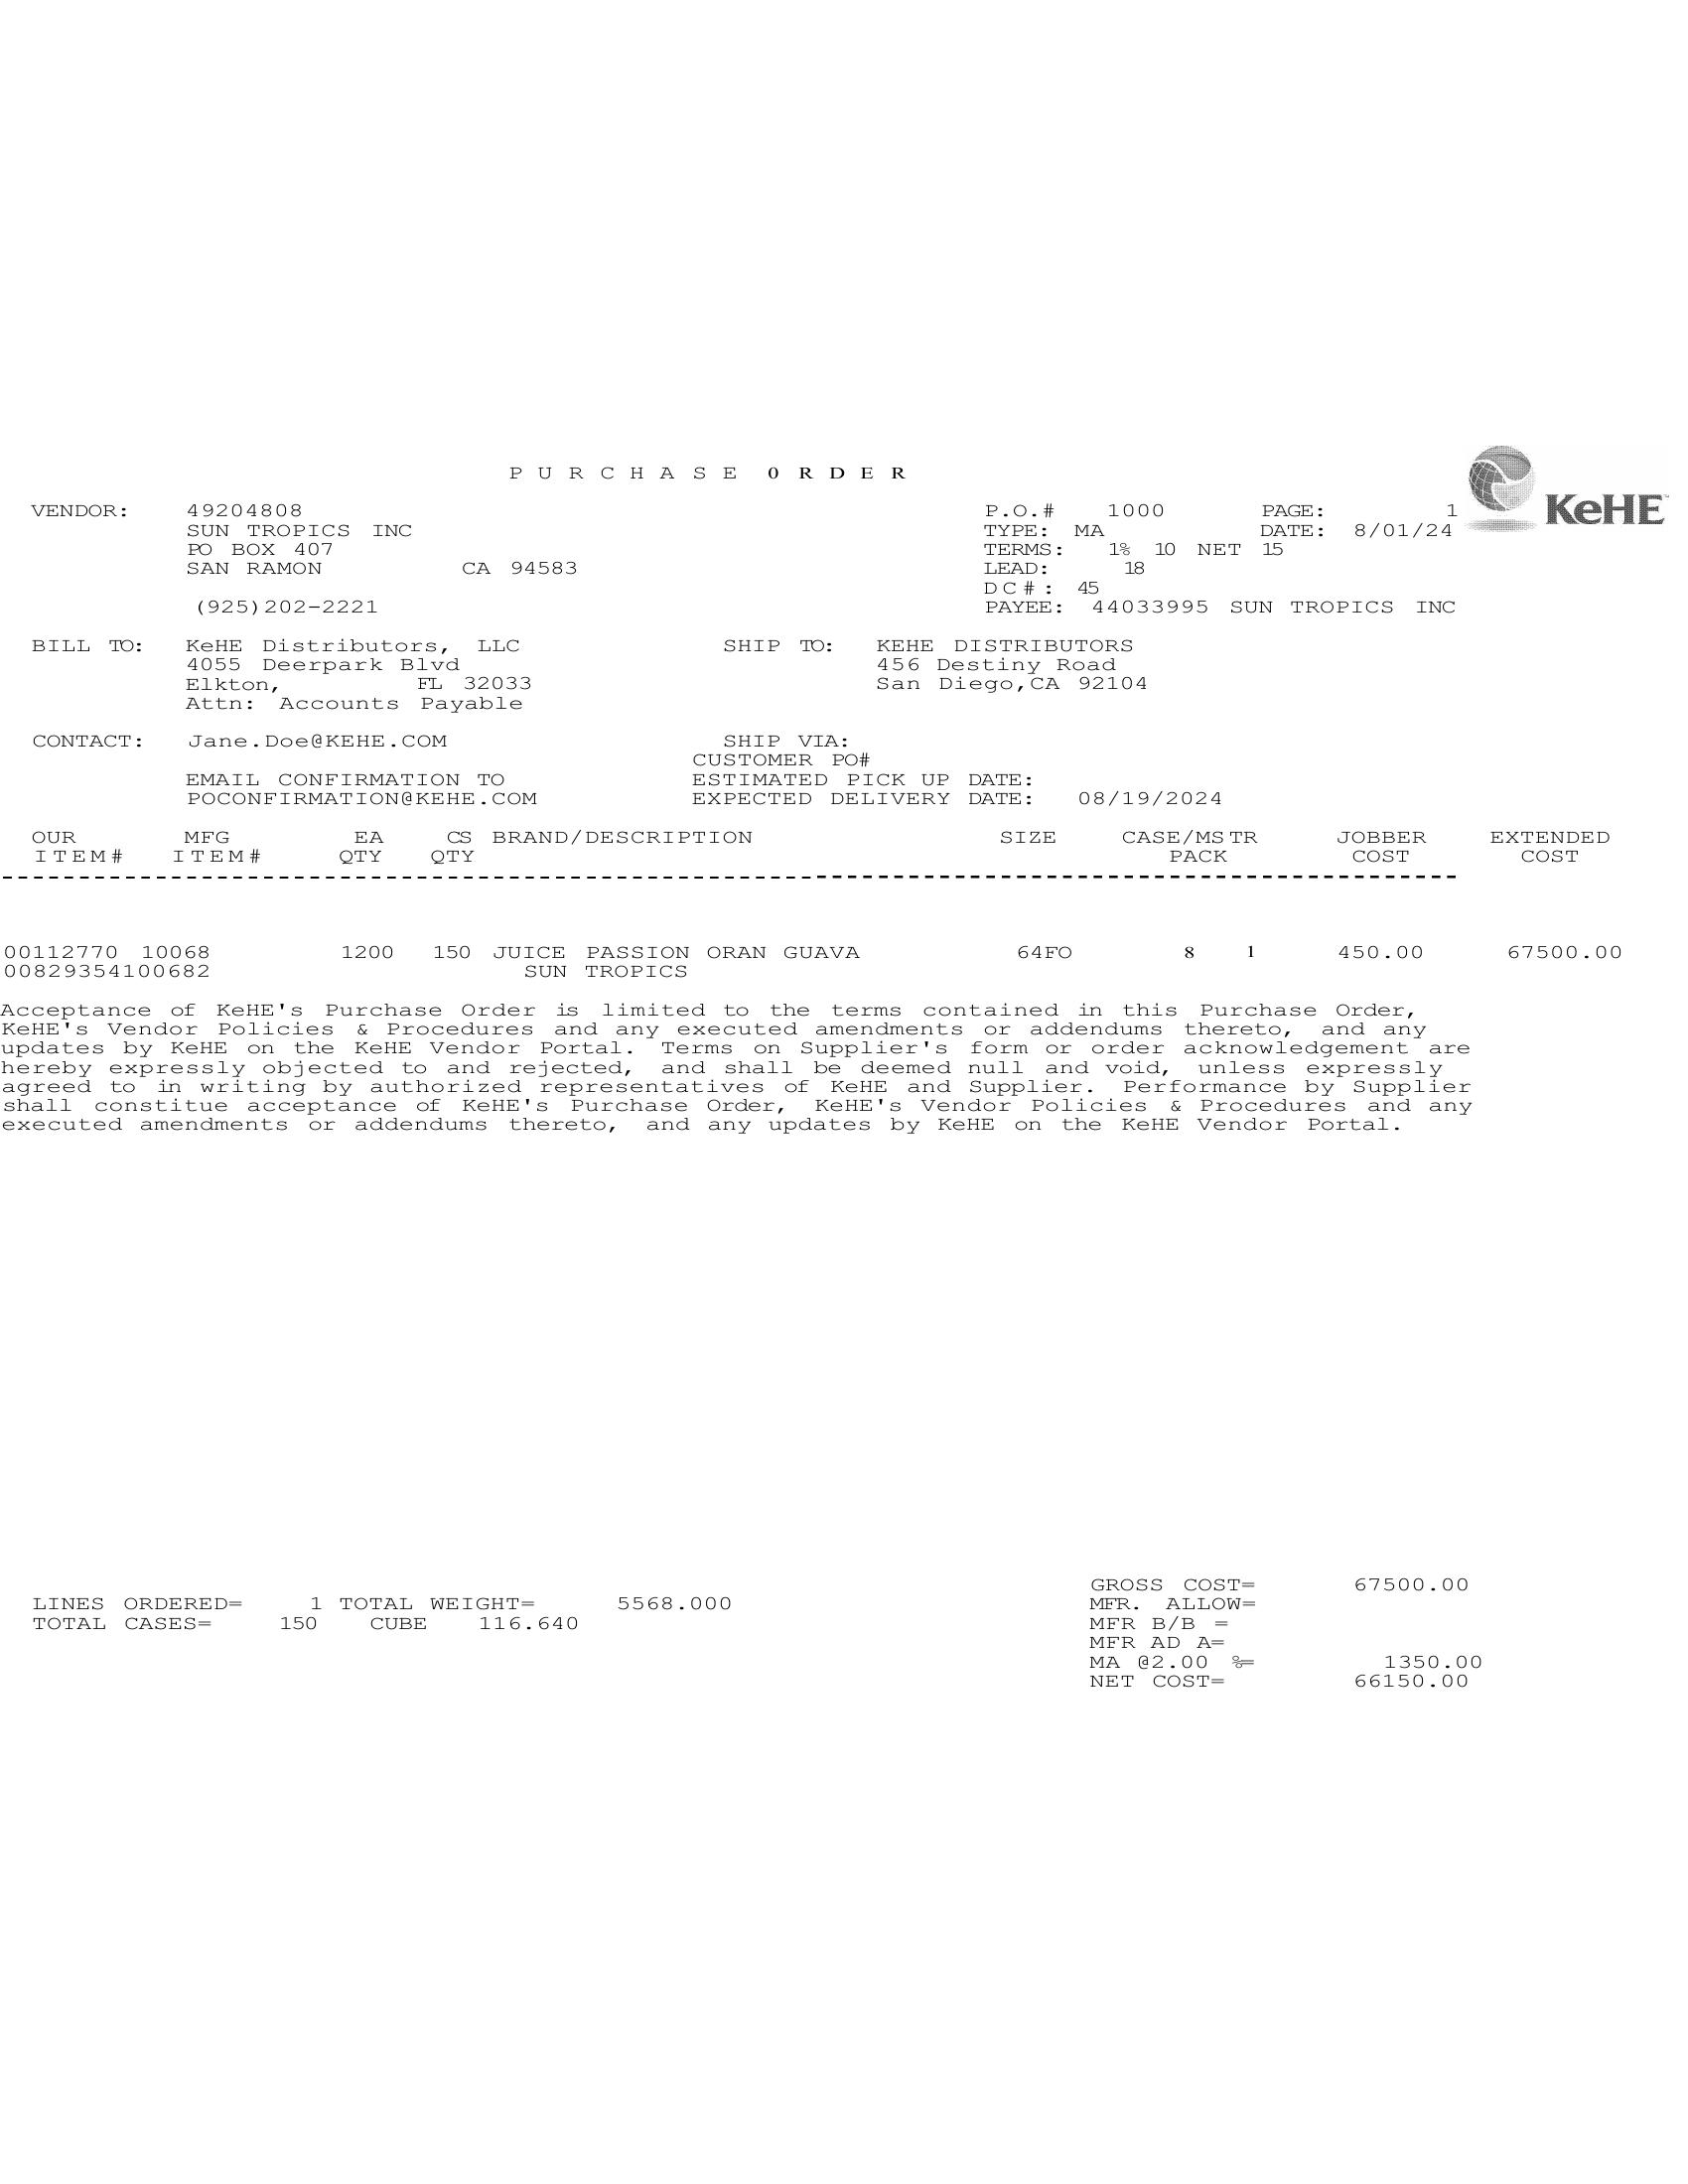 PURCHASE 0RDER
KeHE
VENDOR: 49204808 P.O.# 1000 PAGE: 1
SUN TROPICS INC TYPE: MA DATE: 8/01/24
PO BOX 407 TERMS: 1% 10 NET 15
SAN RAMON CA 94583 LEAD: 18
DC#: 45
(925)202-2221 PAYEE: 44033995 SUN TROPICS INC
BILL TO: KeHE Distributors, LLC SHIP TO: KEHE DISTRIBUTORS
4055 Deerpark Blvd 456 Destiny Road
Elkton, FL 32033 San Diego,CA 92104
Attn: Accounts Payable
CONTACT: Jane.Doe@KEHE.COM SHIP VIA:
CUSTOMER PO#
EMAIL CONFIRMATION TO ESTIMATED PICK UP DATE:
POCONFIRMATION@KEHE.COM EXPECTED DELIVERY DATE: 08/19/2024
OUR MFG EA CS BRAND/DESCRIPTION SIZE CASE/MSTR JOBBER EXTENDED
ITEM# ITEM# QTY QTY PACK COST COST
00112770 10068 1200 150 JUICE PASSION ORAN GUAVA 64FO 8 1 450.00 67500.00
00829354100682 SUN TROPICS
Acceptance of KeHE's Purchase Order is limited to the terms contained in this Purchase Order,
KeHE's Vendor Policies & Procedures and any executed amendments or addendums thereto, and any
updates by KeHE on the KeHE Vendor Portal. Terms on Supplier's form or order acknowledgement are
hereby expressly objected to and rejected, and shall be deemed null and void, unless expressly
agreed to in writing by authorized representatives of KeHE and Supplier. Performance by Supplier
shall constitue acceptance of KeHE's Purchase Order, KeHE's Vendor Policies & Procedures and any
executed amendments or addendums thereto, and any updates by KeHE on the KeHE Vendor Portal.
GROSS COST= 67500.00
LINES ORDERED= 1 TOTAL WEIGHT= 5568.000 MFR. ALLOW=
TOTAL CASES= 150 CUBE 116.640 MFR B/B =
MFR AD A=
MA @2.00 %= 1350.00
NET COST= 66150.00